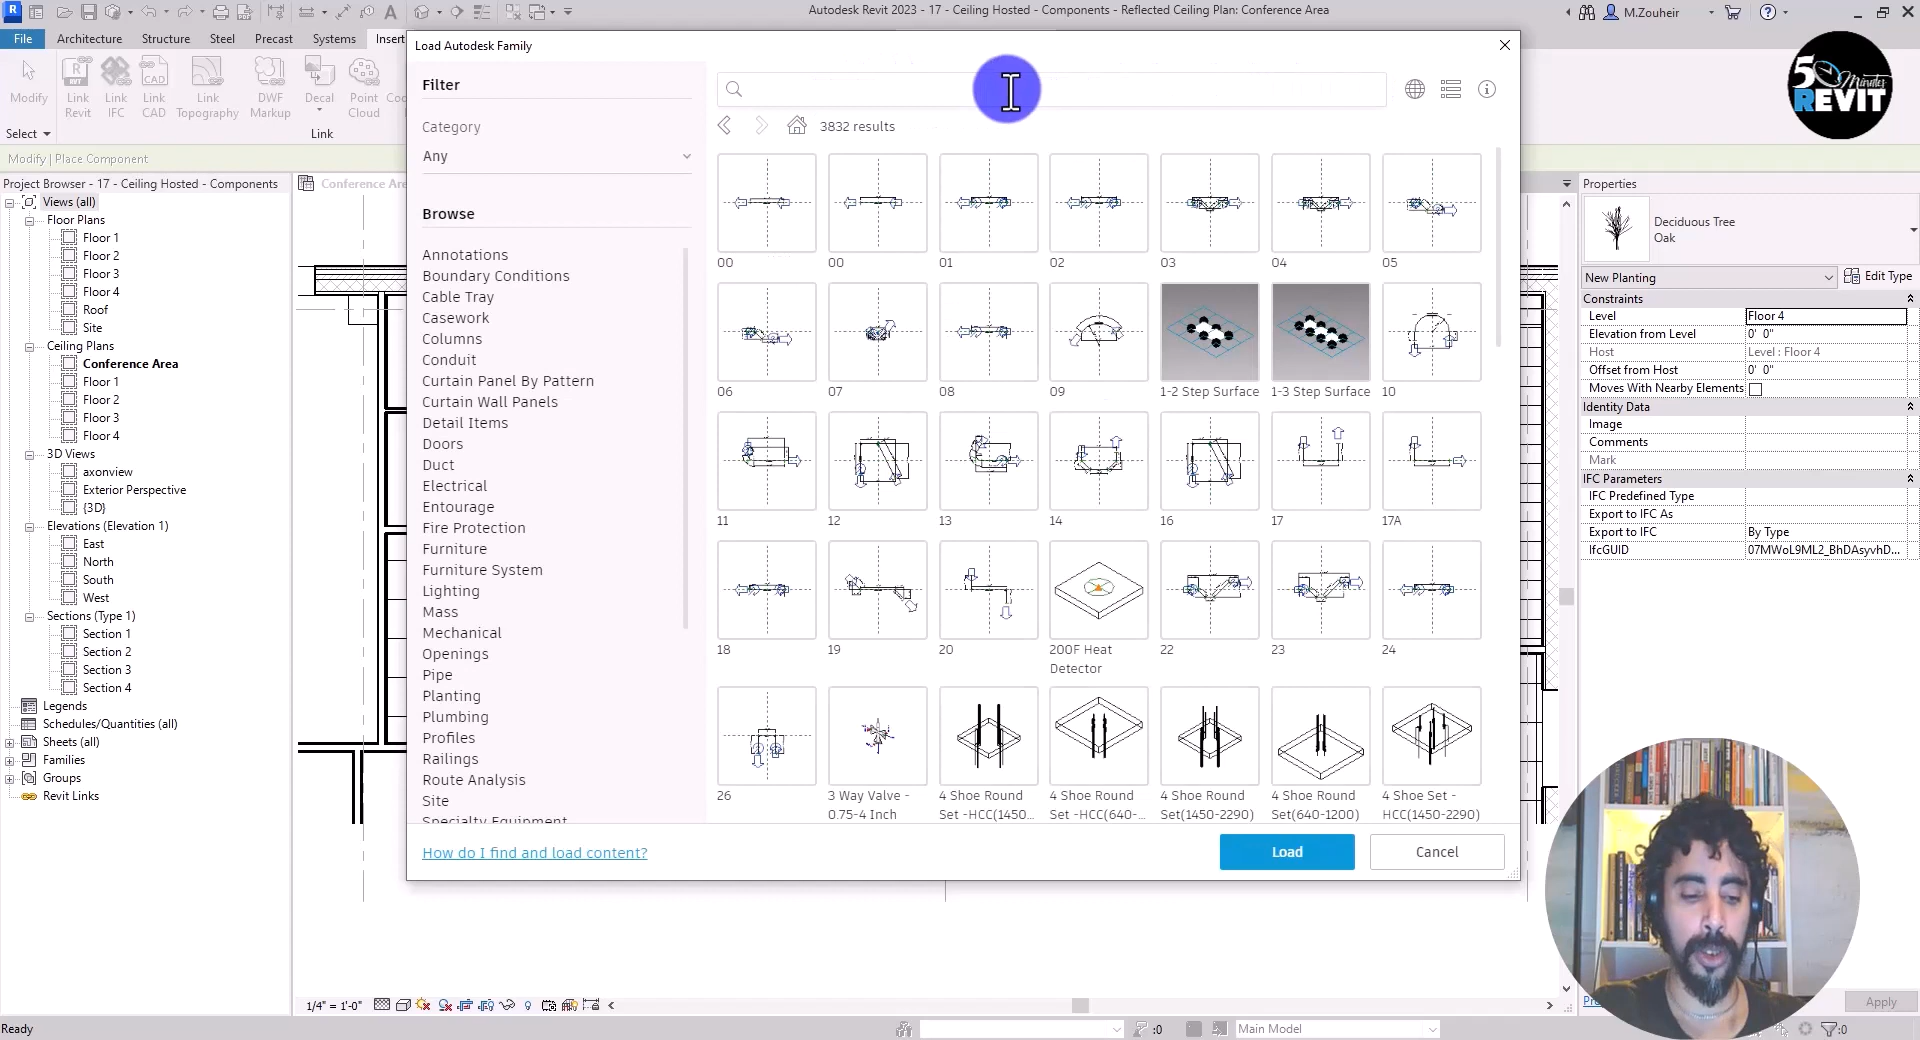 Autodesk Revit 2023 - 17 - Ceiling Hosted - Components - Reflected Ceiling Plan: Conference Area
M.Zouheir
File Architecture Structure Steel Precast Systems Insert
Modify
Link Revit
Link IFC
Link CAD
Link Topography
DWF Markup
Decal
Point Cloud
Select
Link
Modify | Place Component
5 Minutes REVIT
Load Autodesk Family
Filter
Category
Any
Browse
Annotations
Boundary Conditions
Cable Tray
Casework
Columns
Conduit
Curtain Panel By Pattern
Curtain Wall Panels
Detail Items
Doors
Duct
Electrical
Entourage
Fire Protection
Furniture
Furniture System
Lighting
Mass
Mechanical
Openings
Pipe
Planting
Plumbing
Profiles
Railings
Route Analysis
Site
Specialty Equipment
How do I find and load content?
3832 results
00 00 01 02 03 04 05
06 07 08 09 1-2 Step Surface 1-3 Step Surface 10
11 12 13 14 16 17 17A
18 19 20 200F Heat Detector 22 23 24
26
3 Way Valve - 0.75-4 Inch
4 Shoe Round Set -HCC(1450...
4 Shoe Round Set -HCC(640-...
4 Shoe Round Set(1450-2290)
4 Shoe Round Set(640-1200)
4 Shoe Set - HCC(1450-2290)
Load
Cancel
Project Browser - 17 - Ceiling Hosted - Components
Views (all)
Floor Plans
Floor 1
Floor 2
Floor 3
Floor 4
Roof
Site
Ceiling Plans
Conference Area
Floor 1
Floor 2
Floor 3
Floor 4
3D Views
axonview
Exterior Perspective
{3D}
Elevations (Elevation 1)
East
North
South
West
Sections (Type 1)
Section 1
Section 2
Section 3
Section 4
Legends
Schedules/Quantities (all)
Sheets (all)
Families
Groups
Revit Links
Conference Are
Properties
Deciduous Tree
Oak
New Planting
Edit Type
Constraints
Level Floor 4
Elevation from Level 0' 0"
Host Level : Floor 4
Offset from Host 0' 0"
Moves With Nearby Elements
Identity Data
Image
Comments
Mark
IFC Parameters
IFC Predefined Type
Export to IFC As
Export to IFC By Type
IfcGUID 07MWoL9ML2_BhDAsyvhD...
Apply
1/4" = 1'-0"
Ready
:0
Main Model
:0